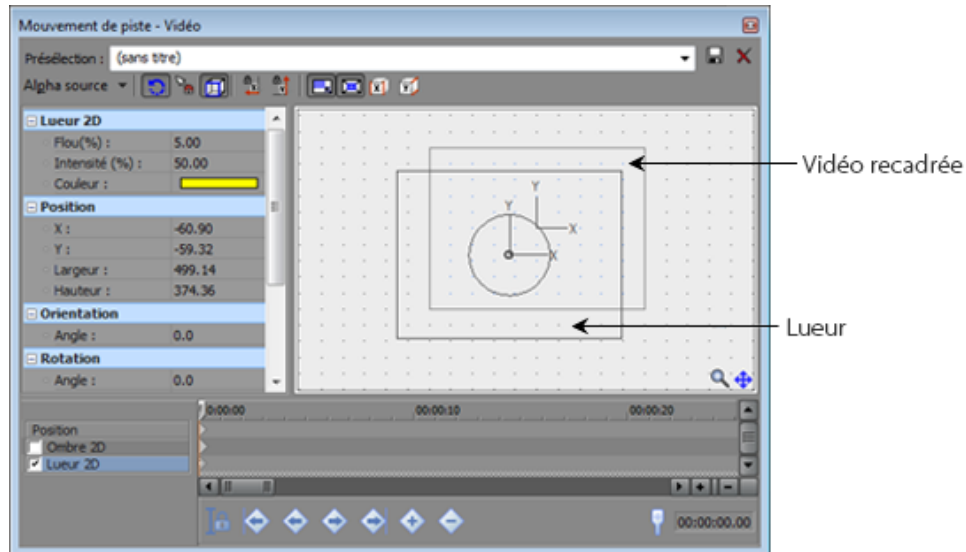 Mouvement de piste - Vidéo
Présélection : (sans titre)
Alpha source
Lueur 2D
Flou(%) : 5.00
Intensité (%) : 50.00
Couleur :
Position
X : -60.90
Y : -59.32
Largeur : 499.14
Hauteur : 374.36
Orientation
Angle : 0.0
Rotation
Angle : 0.0
Y
X
Y
X
Vidéo recadrée
Lueur
0:00:00 00:00:10 00:00:20
Position
Ombre 2D
Lueur 2D
00:00:00.00